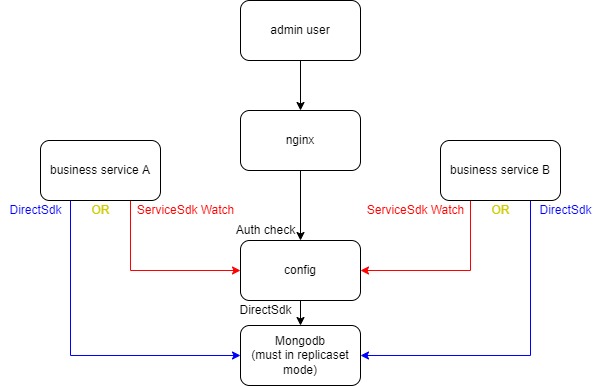 admin user
nginx
business service A
business service B
DirectSdk OR ServiceSdk Watch
ServiceSdk Watch OR DirectSdk
Auth check
config
DirectSdk
Mongodb
(must in replicaset
mode)